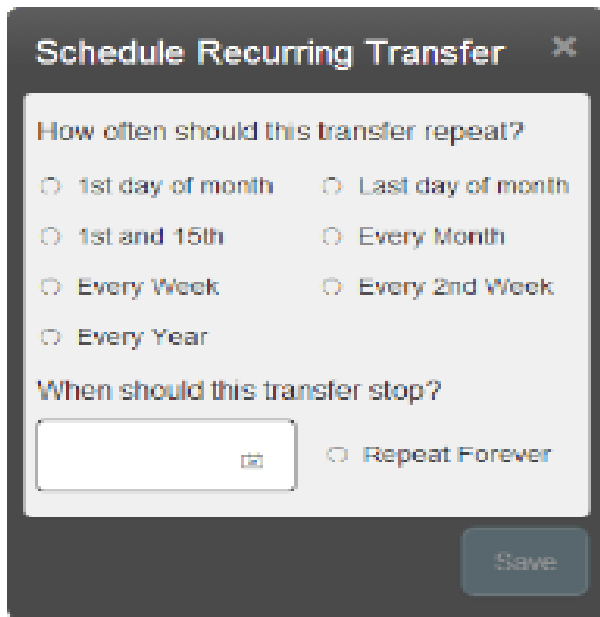 Schedule Recurring Transfer
How often should this transfer repeat?
1st day of month
Last day of month
1st and 15th
Every Month
Every Week
Every 2nd Week
Every Year
When should this transfer stop?
Repeat Forever
Save